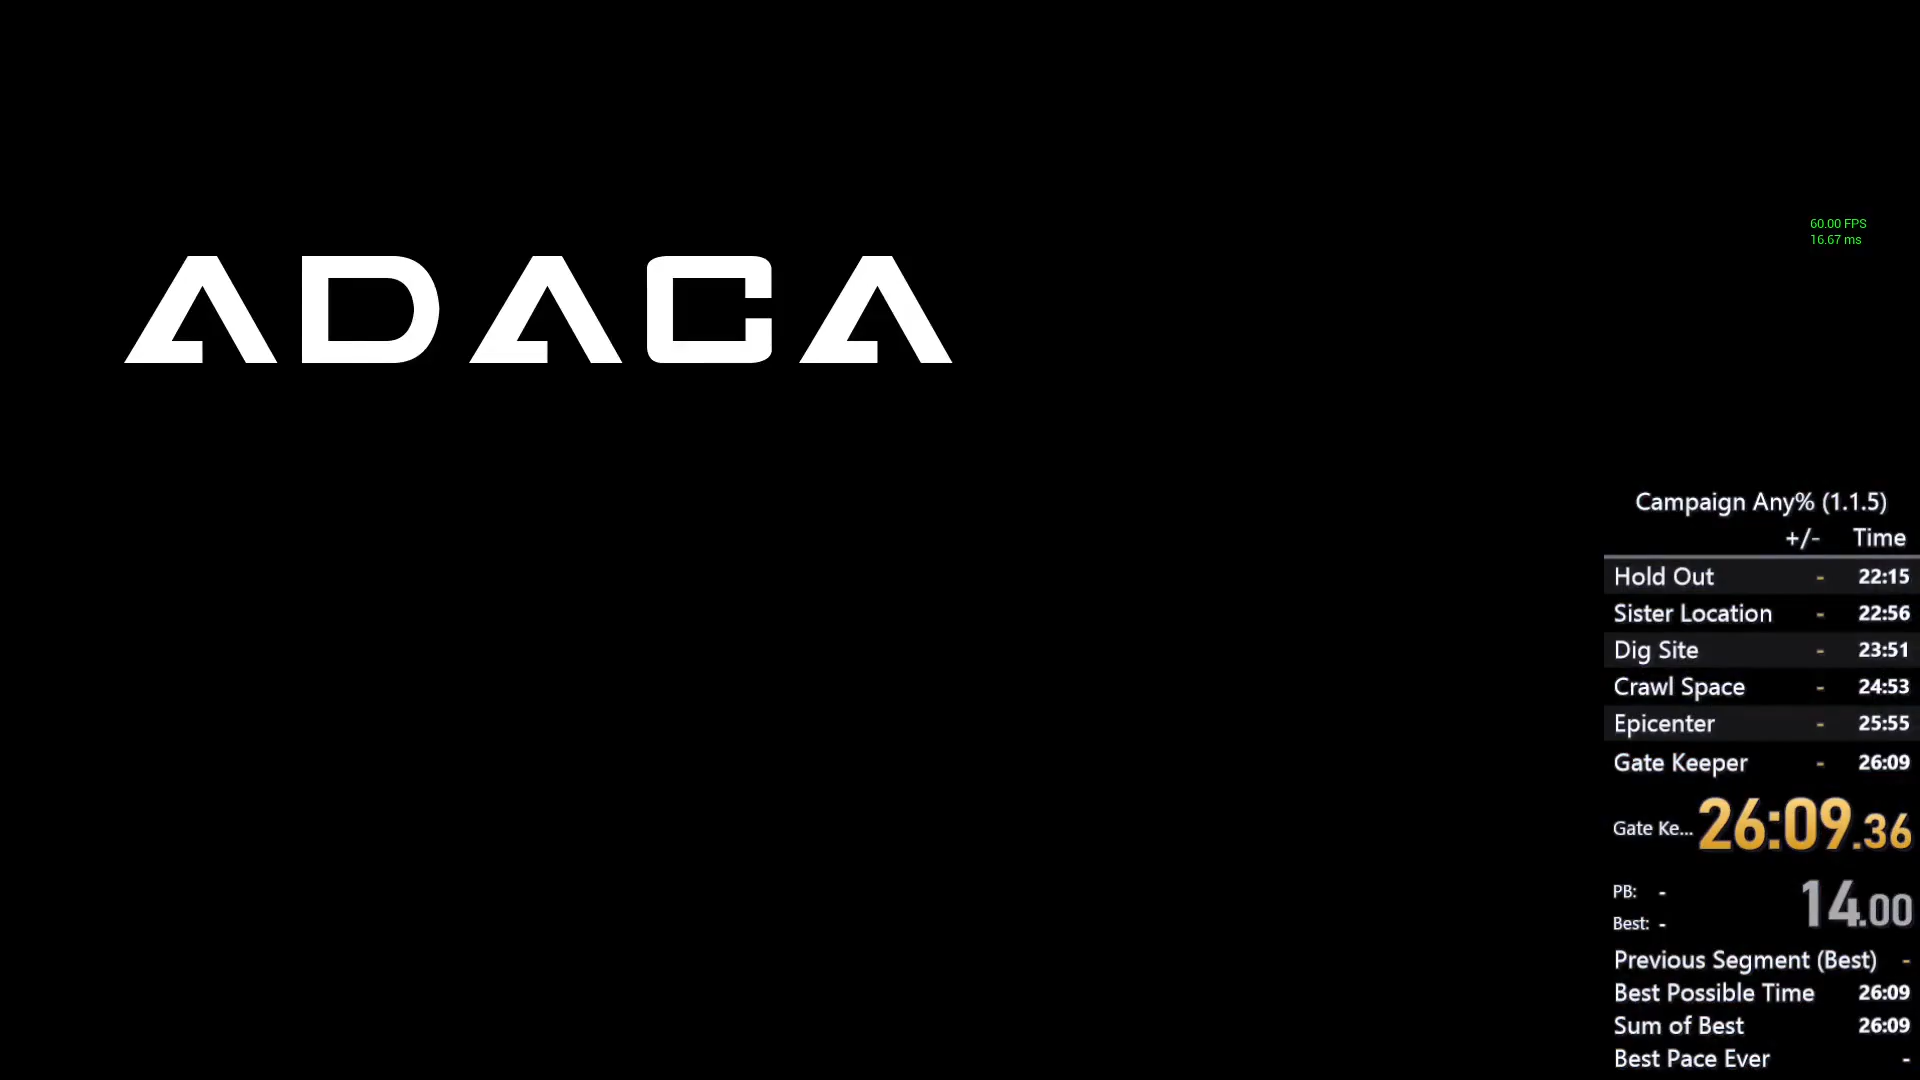 ADACA
60.00 FPS
16.67 ms
Campaign Any% (1.1.5)
+/- Time
Hold Out - 22:15
Sister Location - 22:56
Dig Site - 23:51
Crawl Space - 24:53
Epicenter - 25:55
Gate Keeper - 26:09
Gate Ke... 26:09.36
PB: - 14.00
Best: -
Previous Segment (Best) -
Best Possible Time 26:09
Sum of Best 26:09
Best Pace Ever -